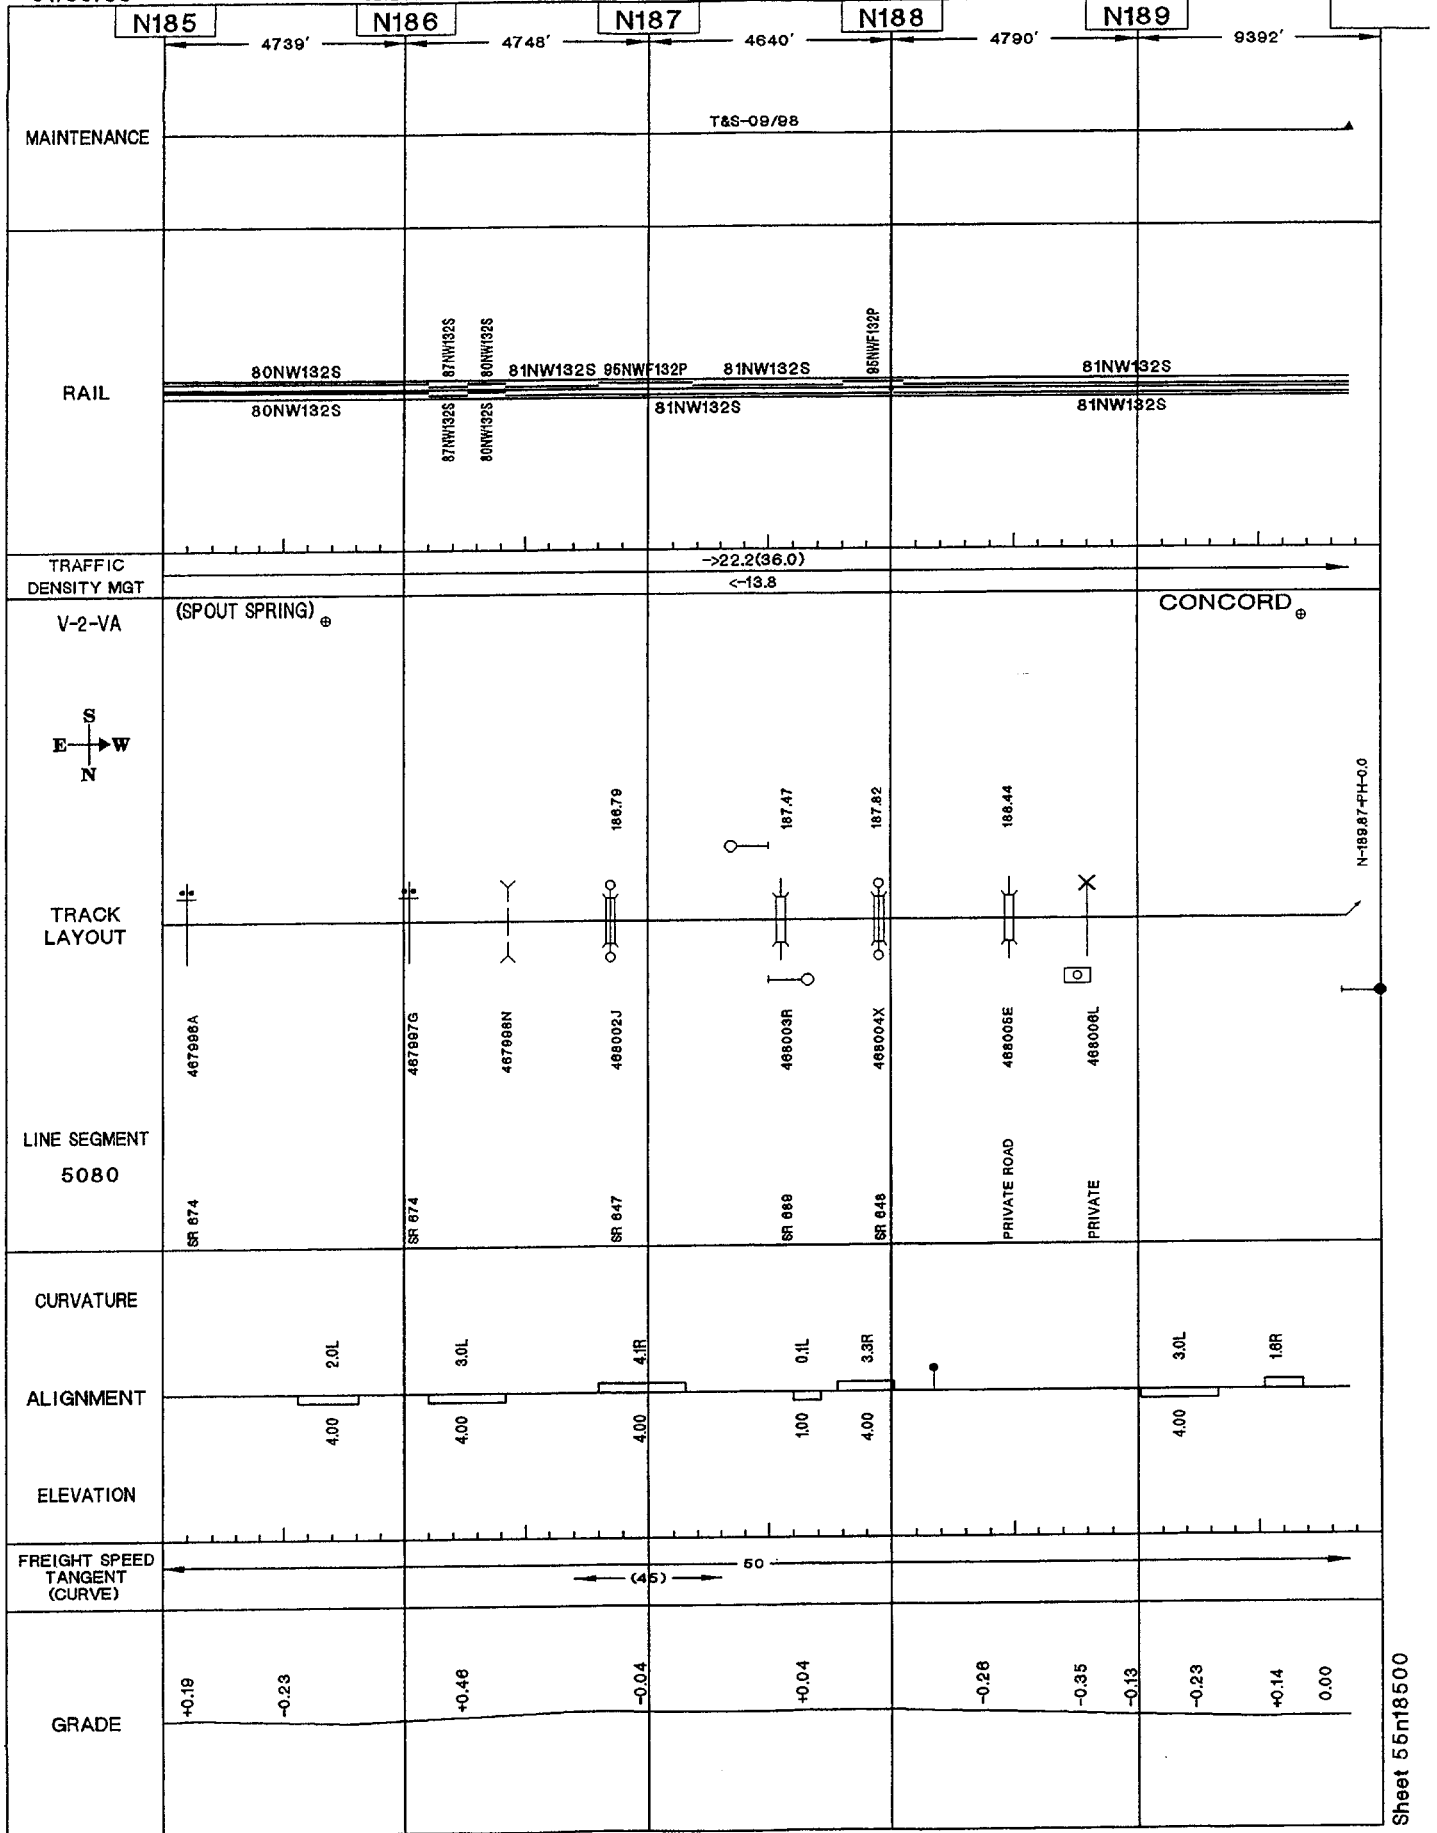 N185 N186 N187 N188 N189
4739' 4748' 4640' 4790' 9392'
MAINTENANCE
T&S-09/98
RAIL
80NW132S 87NW132S 80NW132S 81NW132S 95NWF132P 81NW132S 95NWF132P 81NW132S
80NW132S 87NW132S 80NW132S 81NW132S 81NW132S
TRAFFIC
DENSITY MGT
->22.2(36.0)
<-13.8
V-2-VA
(SPOUT SPRING)
CONCORD
S
E W
N
186.79 187.47 187.82 188.44 N-189.87-PH-0.0
TRACK
LAYOUT
467996A 467997G 467998N 468002J 468003R 468004X 468005E 468006L
LINE SEGMENT
5080
SR 674 SR 674 SR 647 SR 689 SR 648 PRIVATE ROAD PRIVATE
CURVATURE
2.0L 3.0L 4.1R 0.1L 3.3R 3.0L 1.6R
ALIGNMENT
4.00 4.00 4.00 1.00 4.00 4.00
ELEVATION
FREIGHT SPEED
TANGENT
(CURVE)
50
(45)
GRADE
+0.19 -0.23 +0.46 -0.04 +0.04 -0.26 -0.35 -0.13 -0.23 +0.14 0.00
Sheet 55n18500